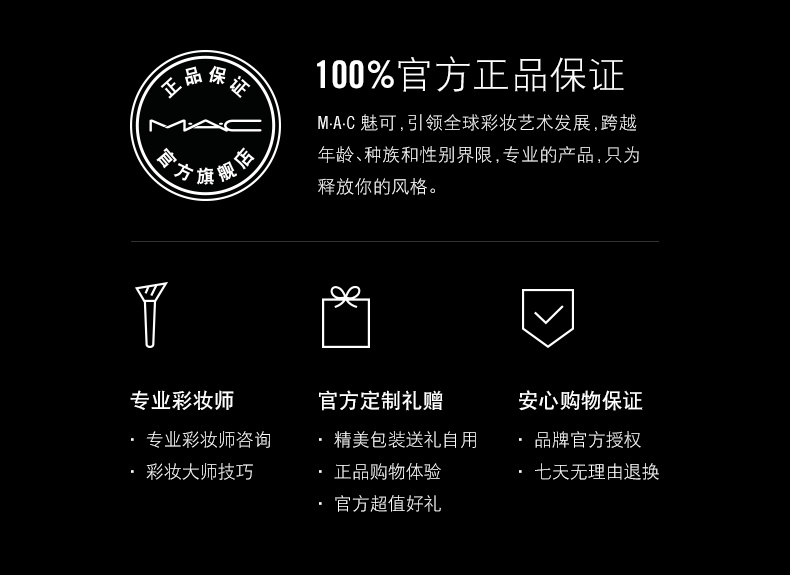 正品保证
M·A·C
官方旗舰店
100%官方正品保证
M·A·C 魅可,引领全球彩妆艺术发展,跨越
年龄、种族和性别界限,专业的产品,只为
释放你的风格。
专业彩妆师
· 专业彩妆师咨询
· 彩妆大师技巧
官方定制礼赠
· 精美包装送礼自用
· 正品购物体验
· 官方超值好礼
安心购物保证
· 品牌官方授权
· 七天无理由退换